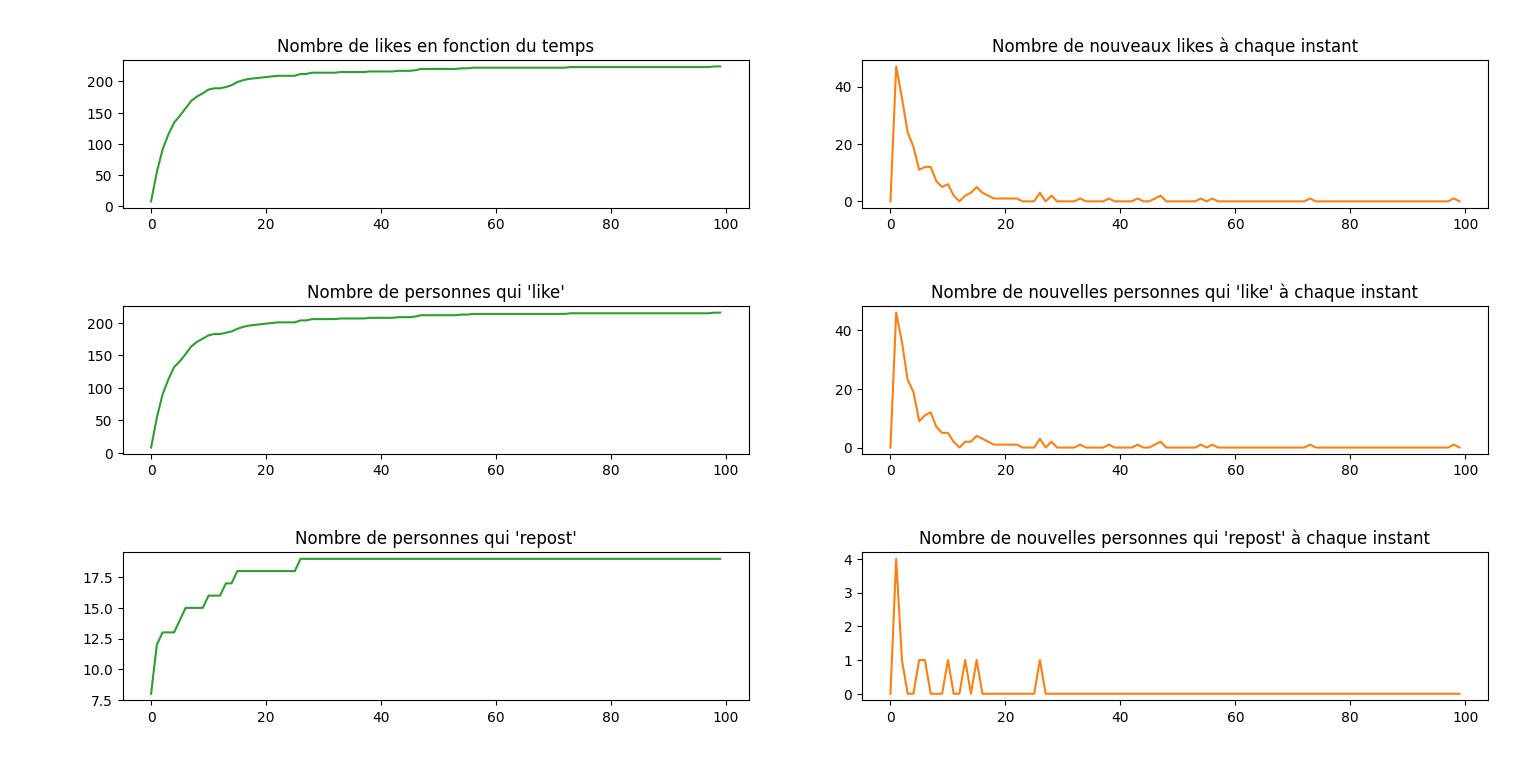 Nombre de likes en fonction du temps
200
150
100
50
0
0 20 40 60 80 100
Nombre de nouveaux likes à chaque instant
40
20
0
0 20 40 60 80 100
Nombre de personnes qui 'like'
200
150
100
50
0
0 20 40 60 80 100
Nombre de nouvelles personnes qui 'like' à chaque instant
40
20
0
0 20 40 60 80 100
Nombre de personnes qui 'repost'
17.5
15.0
12.5
10.0
7.5
0 20 40 60 80 100
Nombre de nouvelles personnes qui 'repost' à chaque instant
4
3
2
1
0
0 20 40 60 80 100